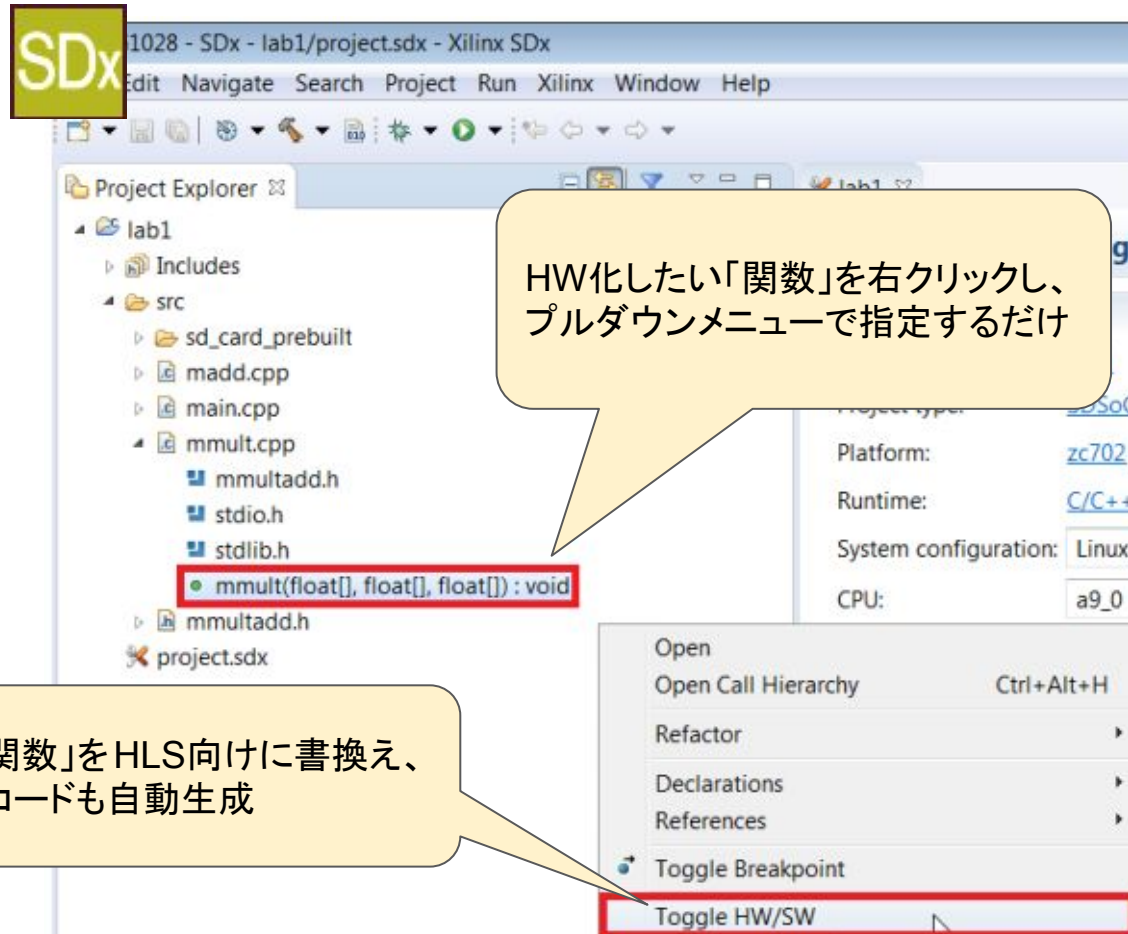 SDx
1028 - SDx - lab1/project.sdx - Xilinx SDx
Edit Navigate Search Project Run Xilinx Window Help
Project Explorer
lab1
lab1
Includes
src
sd_card_prebuilt
madd.cpp
main.cpp
mmult.cpp
mmultadd.h
stdio.h
stdlib.h
mmult(float[], float[], float[]) : void
mmultadd.h
project.sdx
HW化したい「関数」を右クリックし、
プルダウンメニューで指定するだけ
Platform: zc702
Runtime: C/C++
System configuration: Linux
CPU: a9_0
Open
Open Call Hierarchy Ctrl+Alt+H
Refactor
Declarations
References
Toggle Breakpoint
Toggle HW/SW
関数」をHLS向けに書換え、
コードも自動生成